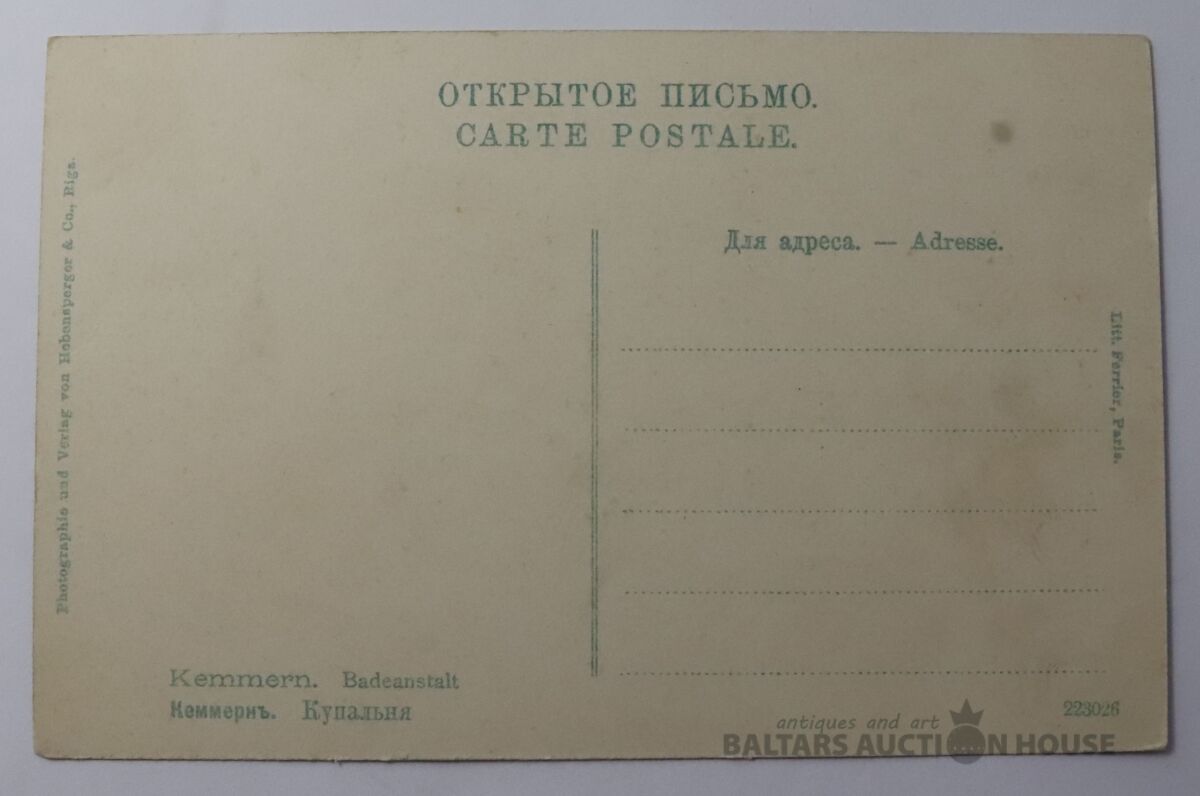 ОТКРЫТОЕ ПИСЬМО.
CARTE POSTALE.
Для адреса. — Adresse.
Photographie und Verlag von Hebensperger & Co., Riga.
Litt. Ferrier, Paris.
Kemmern. Badeanstalt
Кеммернъ. Купальня
223026
antiques and art
BALTARS AUCTION HOUSE